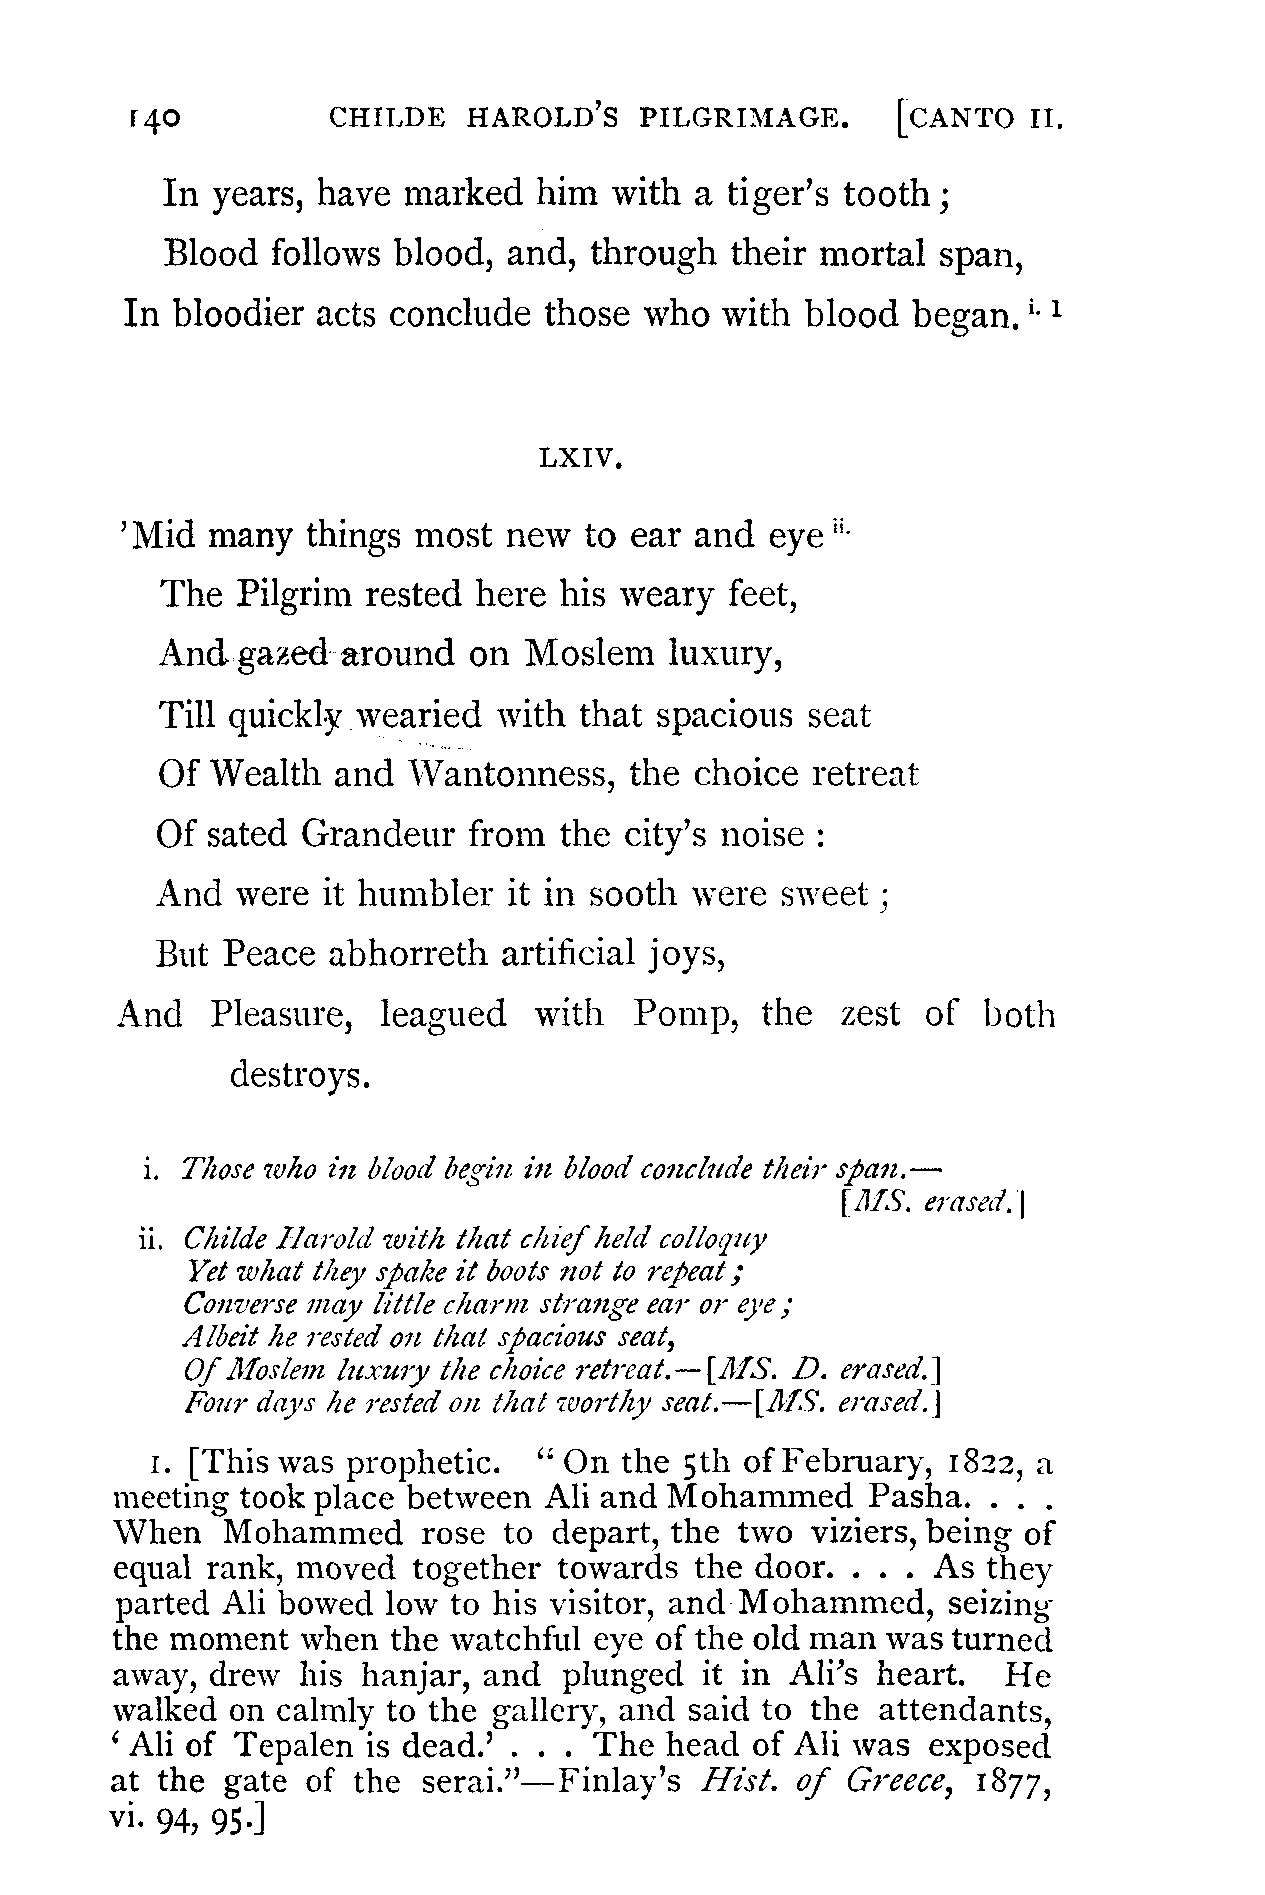 140 CHILDE HAROLD'S PILGRIMAGE. [CANTO II.
In years, have marked him with a tiger's tooth;
Blood follows blood, and, through their mortal span,
In bloodier acts conclude those who with blood began. i. 1
LXIV.
'Mid many things most new to ear and eye ii.
The Pilgrim rested here his weary feet,
And gazed around on Moslem luxury,
Till quickly wearied with that spacious seat
Of Wealth and Wantonness, the choice retreat
Of sated Grandeur from the city's noise :
And were it humbler it in sooth were sweet;
But Peace abhorreth artificial joys,
And Pleasure, leagued with Pomp, the zest of both
destroys.
i. Those who in blood begin in blood conclude their span.—
[MS. erased.]
ii. Childe Harold with that chief held colloquy
Yet what they spake it boots not to repeat;
Converse may little charm strange ear or eye;
Albeit he rested on that spacious seat,
Of Moslem luxury the choice retreat.—[MS. D. erased.]
Four days he rested on that worthy seat.—[MS. erased.]
1. [This was prophetic. "On the 5th of February, 1822, a
meeting took place between Ali and Mohammed Pasha. . . .
When Mohammed rose to depart, the two viziers, being of
equal rank, moved together towards the door. . . . As they
parted Ali bowed low to his visitor, and Mohammed, seizing
the moment when the watchful eye of the old man was turned
away, drew his hanjar, and plunged it in Ali's heart. He
walked on calmly to the gallery, and said to the attendants,
'Ali of Tepalen is dead.' . . . The head of Ali was exposed
at the gate of the serai."—Finlay's Hist. of Greece, 1877,
vi. 94, 95.]